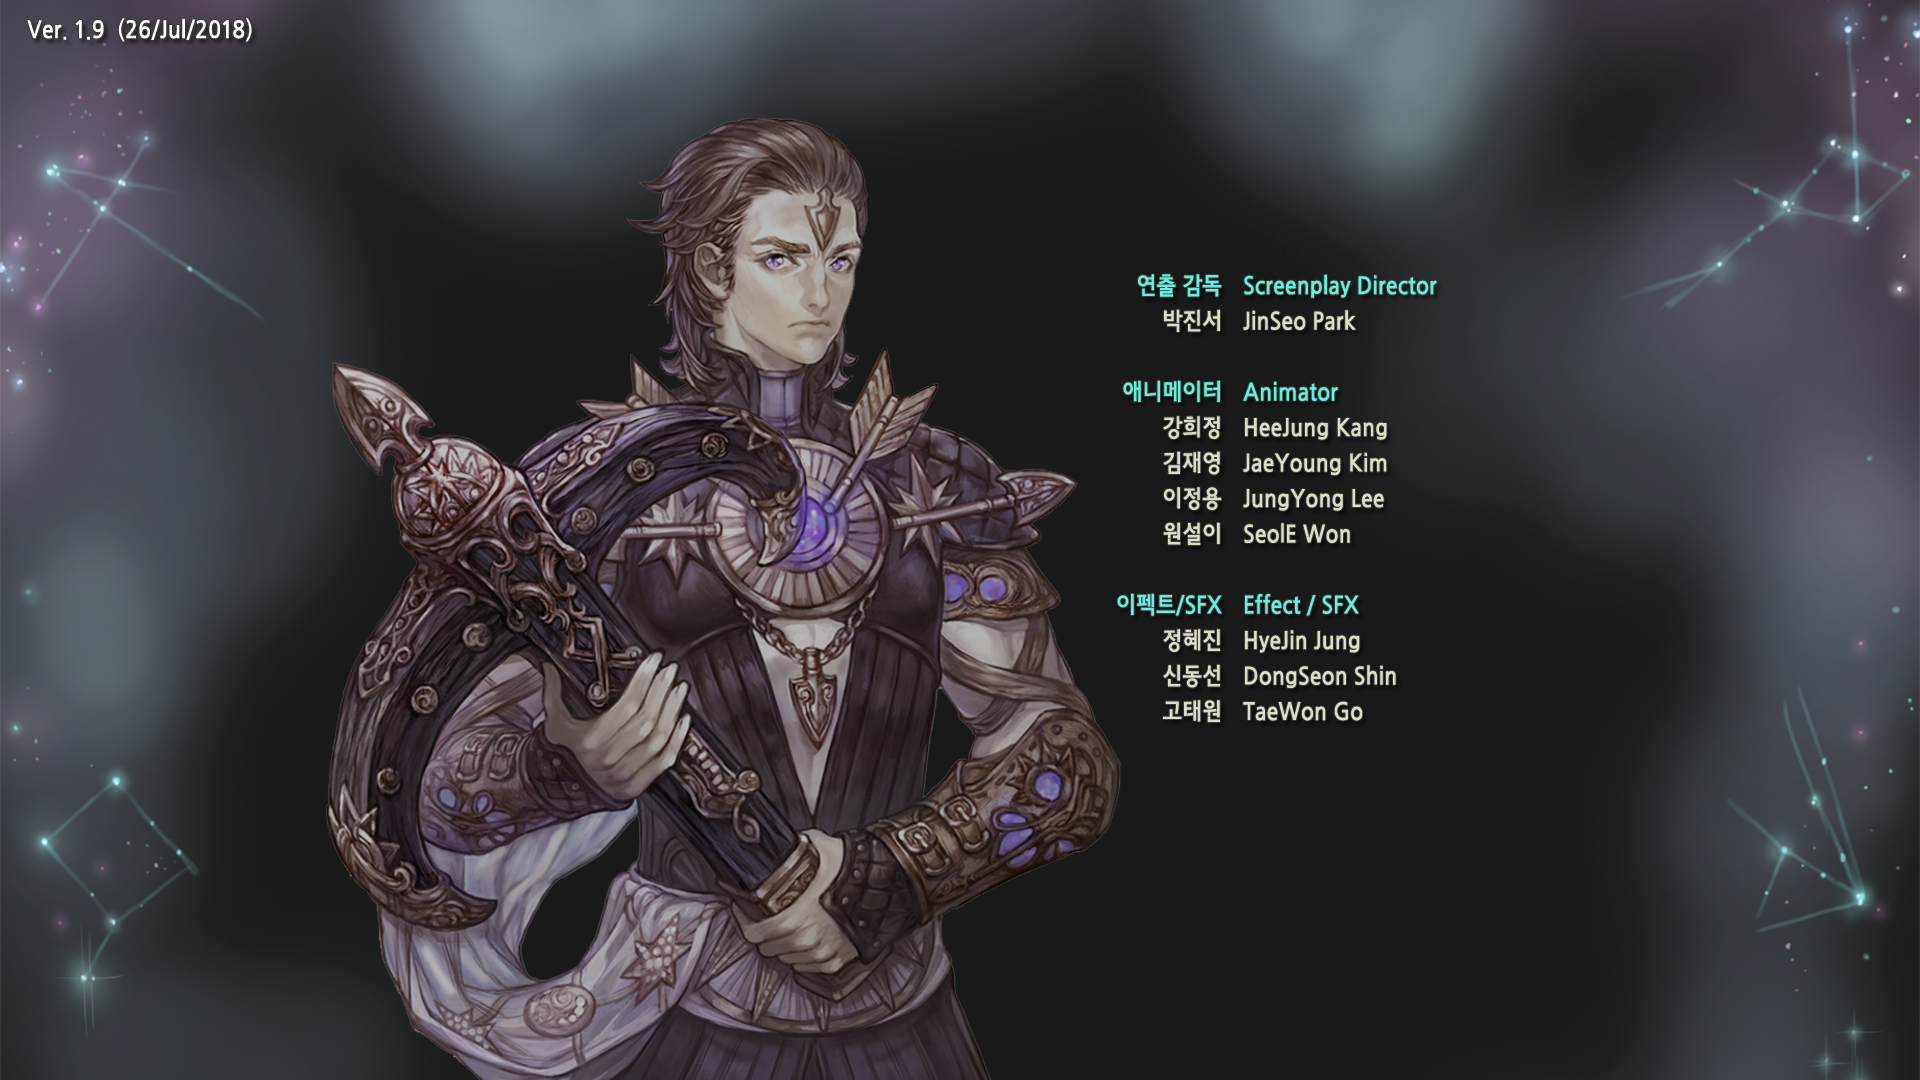 Ver. 1.9 (26/Jul/2018)
연출 감독 Screenplay Director
박진서 JinSeo Park
애니메이터 Animator
강희정 HeeJung Kang
김재영 JaeYoung Kim
이정용 JungYong Lee
원설이 SeolE Won
이펙트/SFX Effect / SFX
정혜진 HyeJin Jung
신동선 DongSeon Shin
고태원 TaeWon Go